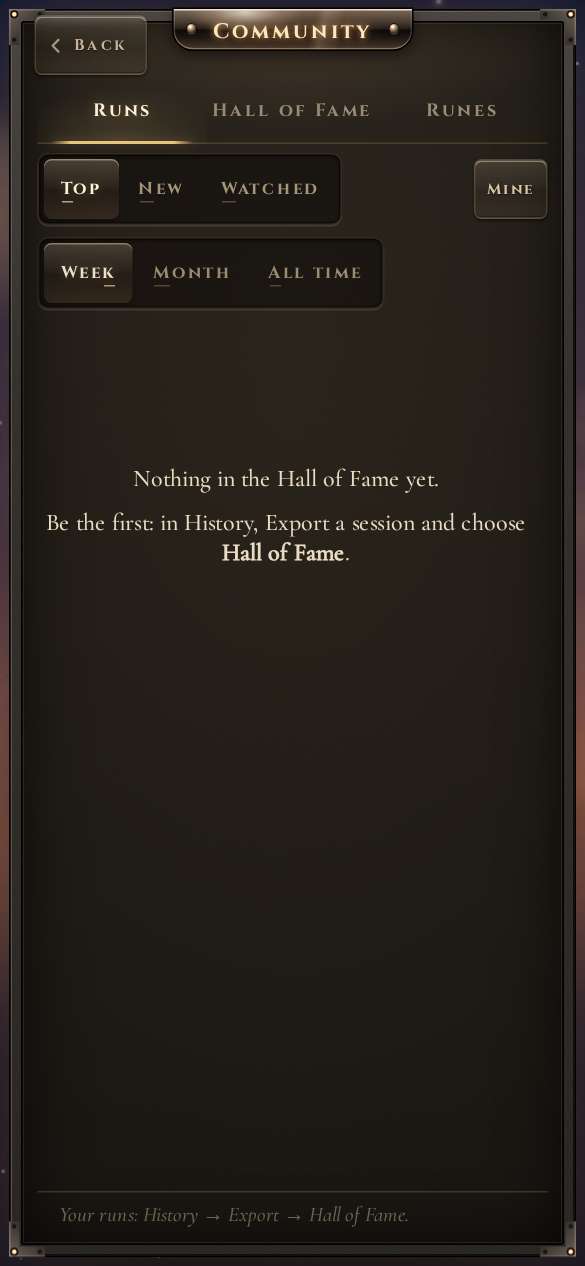 Back
Community
Runs Hall of Fame Runes
Top New Watched Mine
Week Month All time
Nothing in the Hall of Fame yet.
Be the first: in History, Export a session and choose
Hall of Fame.
Your runs: History → Export → Hall of Fame.